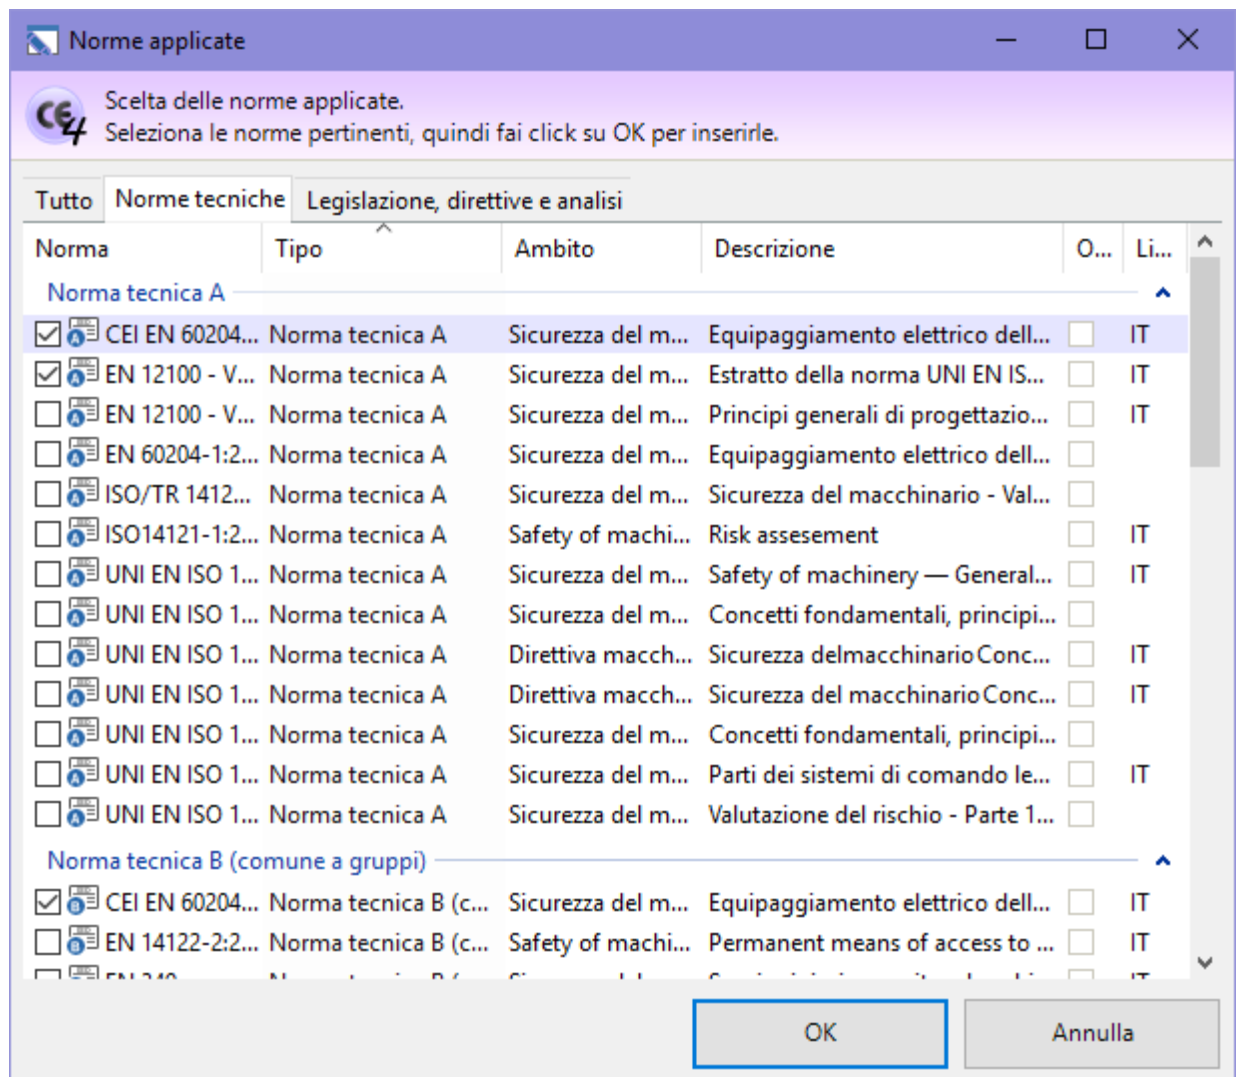 Norme applicate
CE4
Scelta delle norme applicate.
Seleziona le norme pertinenti, quindi fai click su OK per inserirle.
Tutto Norme tecniche Legislazione, direttive e analisi
Norma Tipo Ambito Descrizione O... Li...
Norma tecnica A
A CEI EN 60204... Norma tecnica A Sicurezza del m... Equipaggiamento elettrico dell... IT
A EN 12100 - V... Norma tecnica A Sicurezza del m... Estratto della norma UNI EN IS... IT
A EN 12100 - V... Norma tecnica A Sicurezza del m... Principi generali di progettazio... IT
A EN 60204-1:2... Norma tecnica A Sicurezza del m... Equipaggiamento elettrico dell...
A ISO/TR 1412... Norma tecnica A Sicurezza del m... Sicurezza del macchinario - Val...
A ISO14121-1:2... Norma tecnica A Safety of machi... Risk assesement IT
A UNI EN ISO 1... Norma tecnica A Sicurezza del m... Safety of machinery — General... IT
A UNI EN ISO 1... Norma tecnica A Sicurezza del m... Concetti fondamentali, principi...
A UNI EN ISO 1... Norma tecnica A Direttiva macch... Sicurezza delmacchinario Conc... IT
A UNI EN ISO 1... Norma tecnica A Direttiva macch... Sicurezza del macchinario Conc... IT
A UNI EN ISO 1... Norma tecnica A Sicurezza del m... Concetti fondamentali, principi...
A UNI EN ISO 1... Norma tecnica A Sicurezza del m... Parti dei sistemi di comando le... IT
A UNI EN ISO 1... Norma tecnica A Sicurezza del m... Valutazione del rischio - Parte 1...
Norma tecnica B (comune a gruppi)
B CEI EN 60204... Norma tecnica B (c... Sicurezza del m... Equipaggiamento elettrico dell... IT
B EN 14122-2:2... Norma tecnica B (c... Safety of machi... Permanent means of access to ... IT
OK Annulla